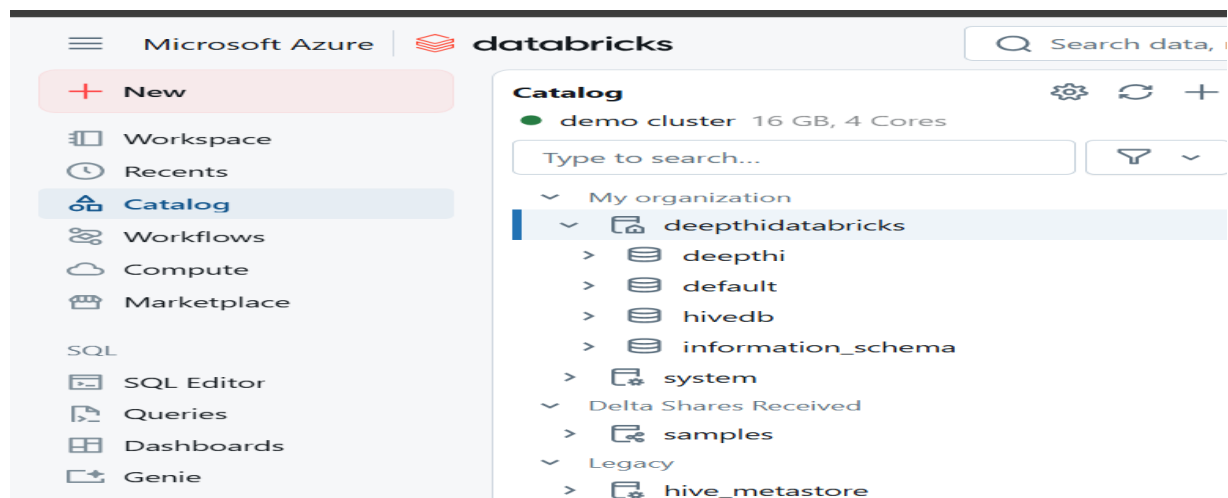 Microsoft Azure databricks
Search data,
New
Workspace
Recents
Catalog
Workflows
Compute
Marketplace
SQL
SQL Editor
Queries
Dashboards
Genie
Catalog
demo cluster 16 GB, 4 Cores
Type to search...
My organization
deepthidatabricks
deepthi
default
hivedb
information_schema
system
Delta Shares Received
samples
Legacy
hive_metastore